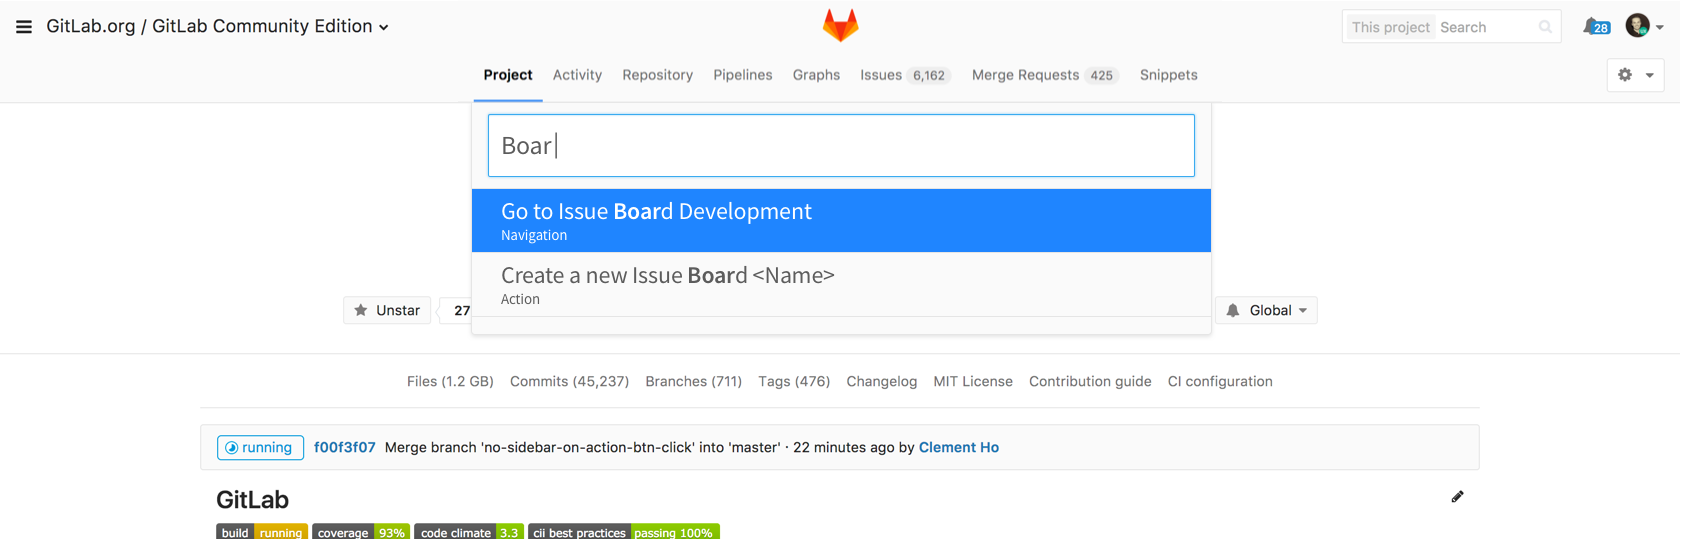 GitLab.org / GitLab Community Edition
This project Search
28
Project Activity Repository Pipelines Graphs Issues 6,162 Merge Requests 425 Snippets
Boar
Go to Issue Board Development
Navigation
Create a new Issue Board <Name>
Action
Unstar 27 Global
Files (1.2 GB) Commits (45,237) Branches (711) Tags (476) Changelog MIT License Contribution guide CI configuration
running f00f3f07 Merge branch 'no-sidebar-on-action-btn-click' into 'master' · 22 minutes ago by Clement Ho
GitLab
build running coverage 93% code climate 3.3 cii best practices passing 100%